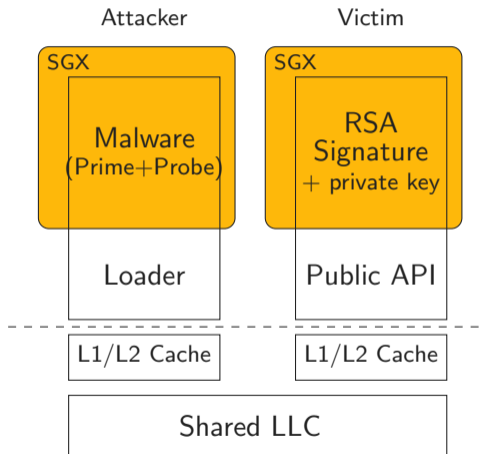 Attacker
Victim
SGX
SGX
Malware
(Prime+Probe)
RSA
Signature
+ private key
Loader
Public API
L1/L2 Cache
L1/L2 Cache
Shared LLC